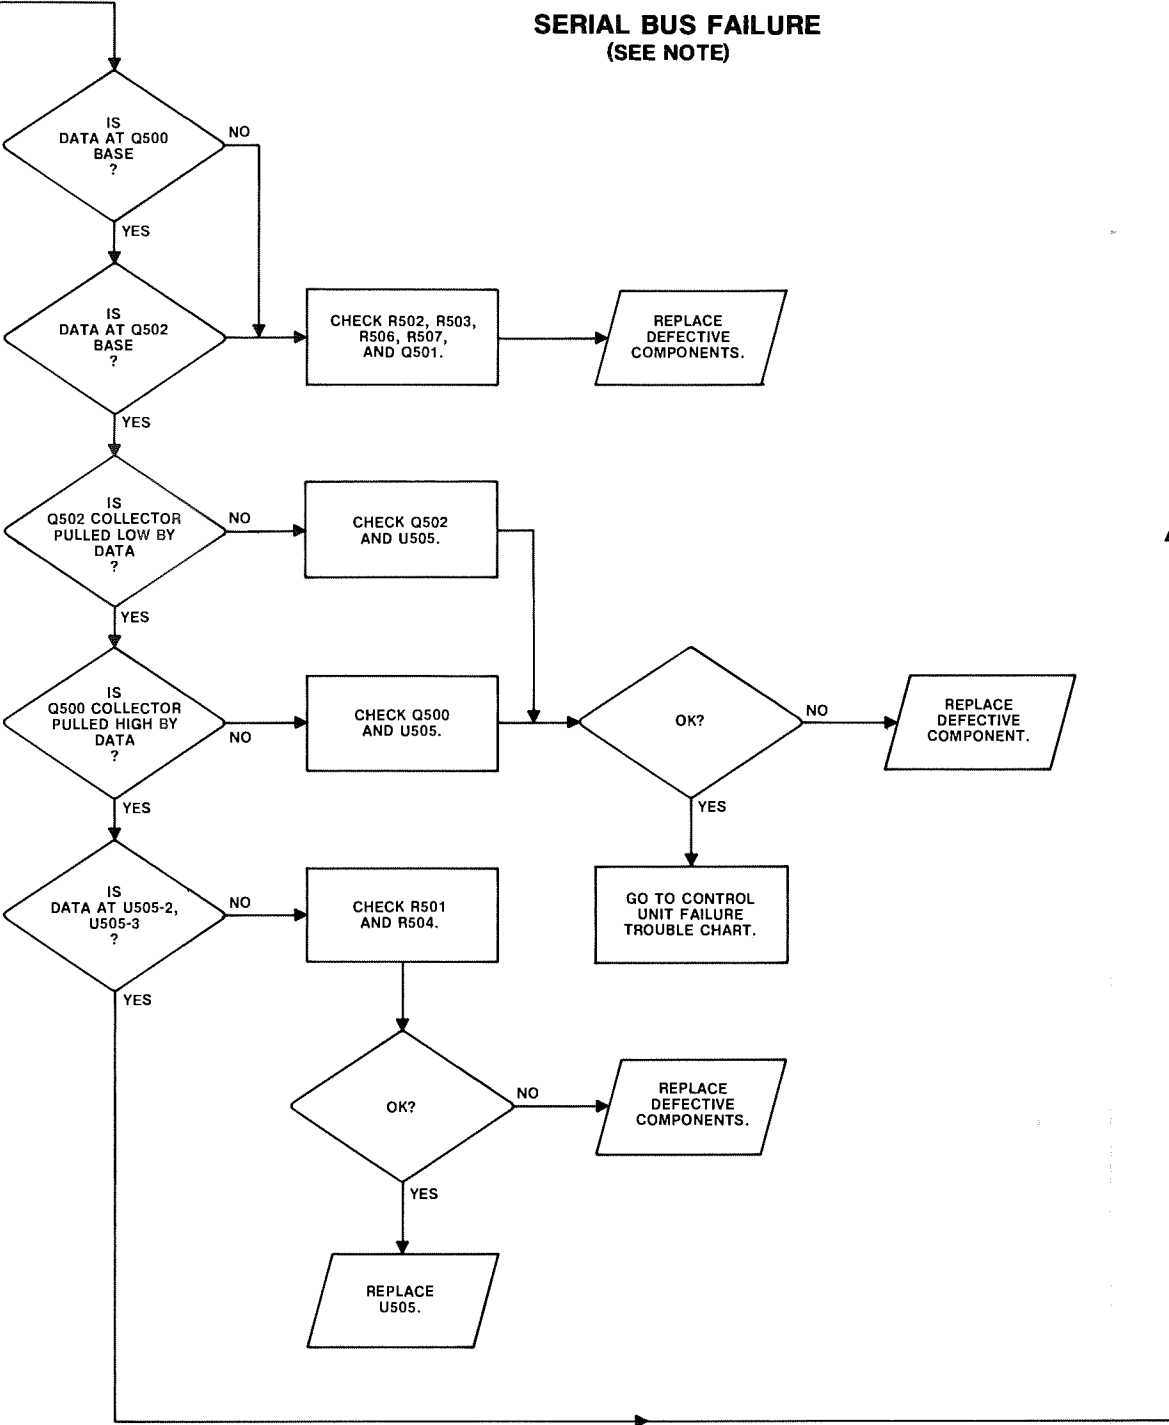 SERIAL BUS FAILURE
(SEE NOTE)
IS
DATA AT Q500
BASE
?
NO
YES
IS
DATA AT Q502
BASE
?
CHECK R502, R503,
R506, R507,
AND Q501.
REPLACE
DEFECTIVE
COMPONENTS.
YES
IS
Q502 COLLECTOR
PULLED LOW BY
DATA
?
NO
CHECK Q502
AND U505.
YES
IS
Q500 COLLECTOR
PULLED HIGH BY
DATA
?
NO
CHECK Q500
AND U505.
OK?
NO
REPLACE
DEFECTIVE
COMPONENT.
YES
YES
GO TO CONTROL
UNIT FAILURE
TROUBLE CHART.
IS
DATA AT U505-2,
U505-3
?
NO
CHECK R501
AND R504.
YES
OK?
NO
REPLACE
DEFECTIVE
COMPONENTS.
YES
REPLACE
U505.